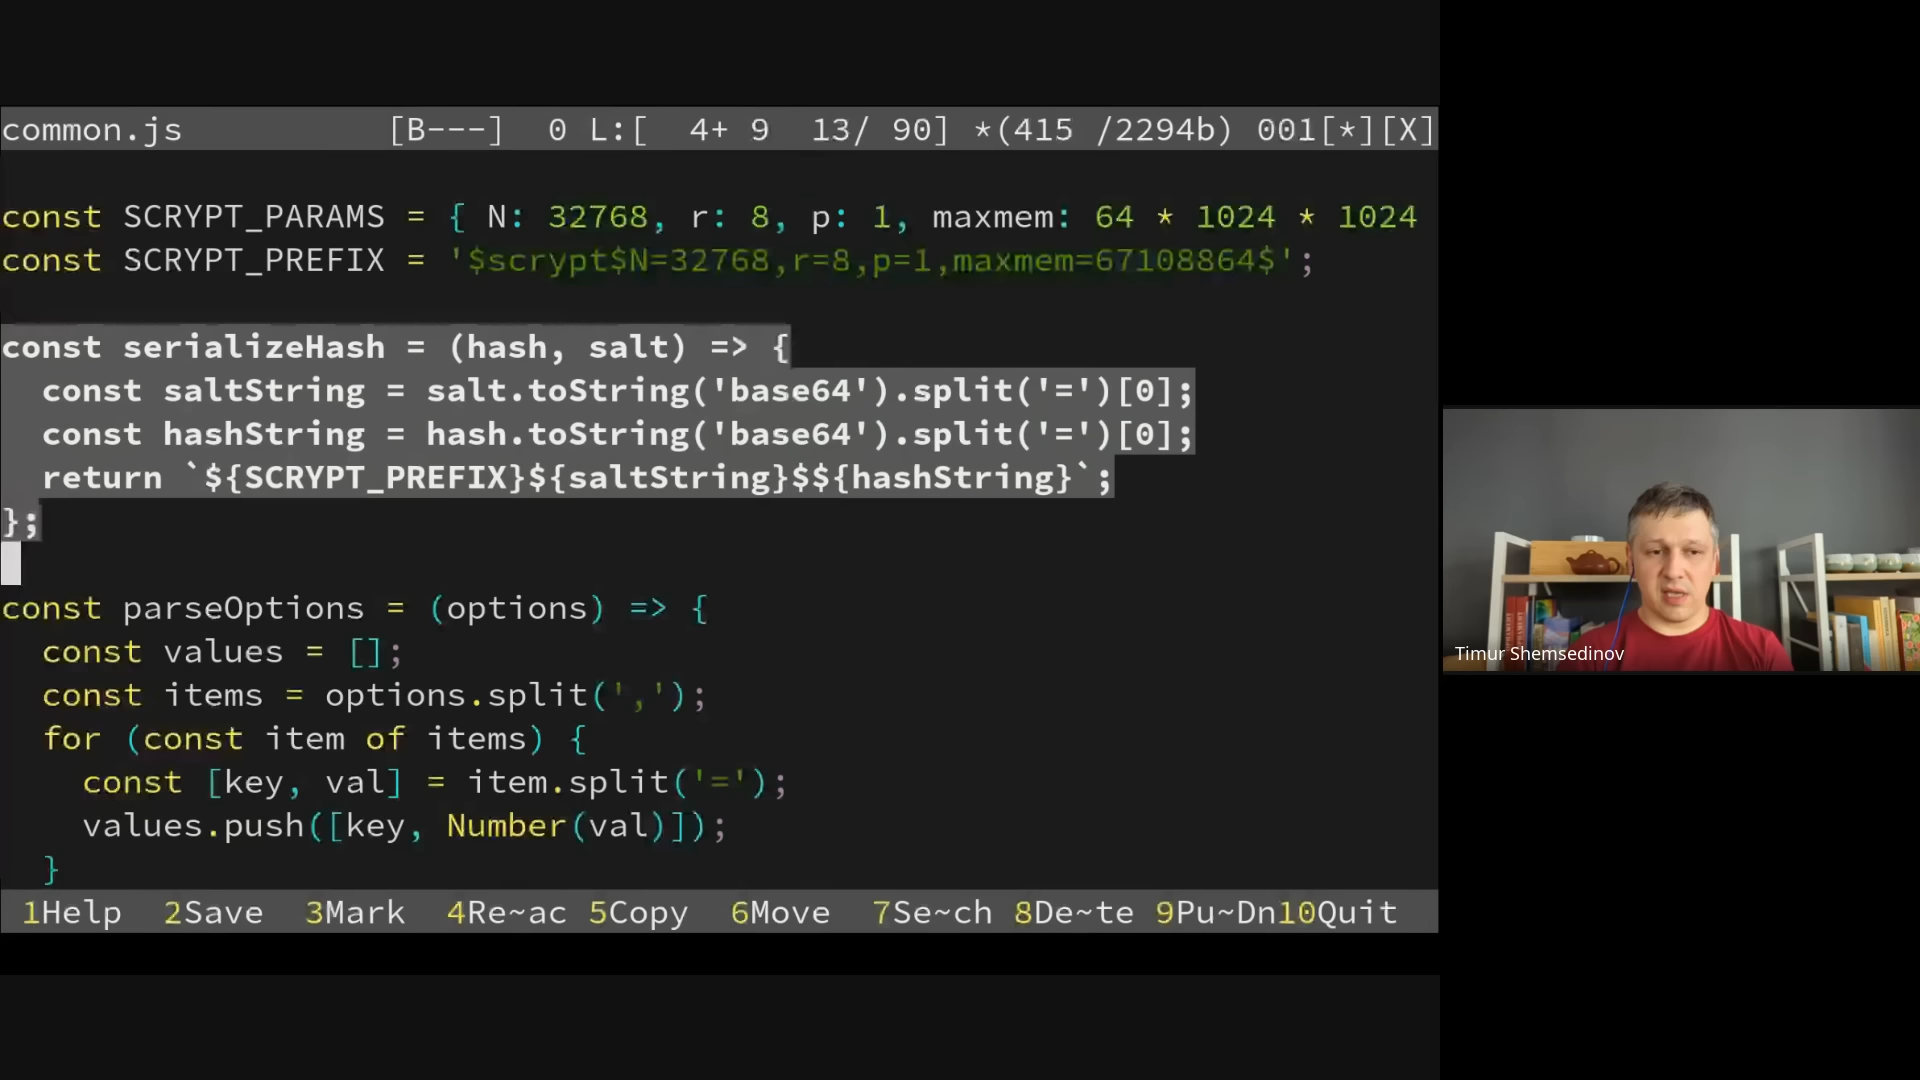 common.js [B---] 0 L:[ 4+ 9 13/ 90] *(415 /2294b) 001[*][X]
const SCRYPT_PARAMS = { N: 32768, r: 8, p: 1, maxmem: 64 * 1024 * 1024
const SCRYPT_PREFIX = '$scrypt$N=32768,r=8,p=1,maxmem=67108864$';
const serializeHash = (hash, salt) => {
  const saltString = salt.toString('base64').split('=')[0];
  const hashString = hash.toString('base64').split('=')[0];
  return `${SCRYPT_PREFIX}${saltString}$${hashString}`;
};
const parseOptions = (options) => {
  const values = [];
  const items = options.split(',');
  for (const item of items) {
    const [key, val] = item.split('=');
    values.push([key, Number(val)]);
  }
1Help 2Save 3Mark 4Re~ac 5Copy 6Move 7Se~ch 8De~te 9Pu~Dn 10Quit
Timur Shemsedinov